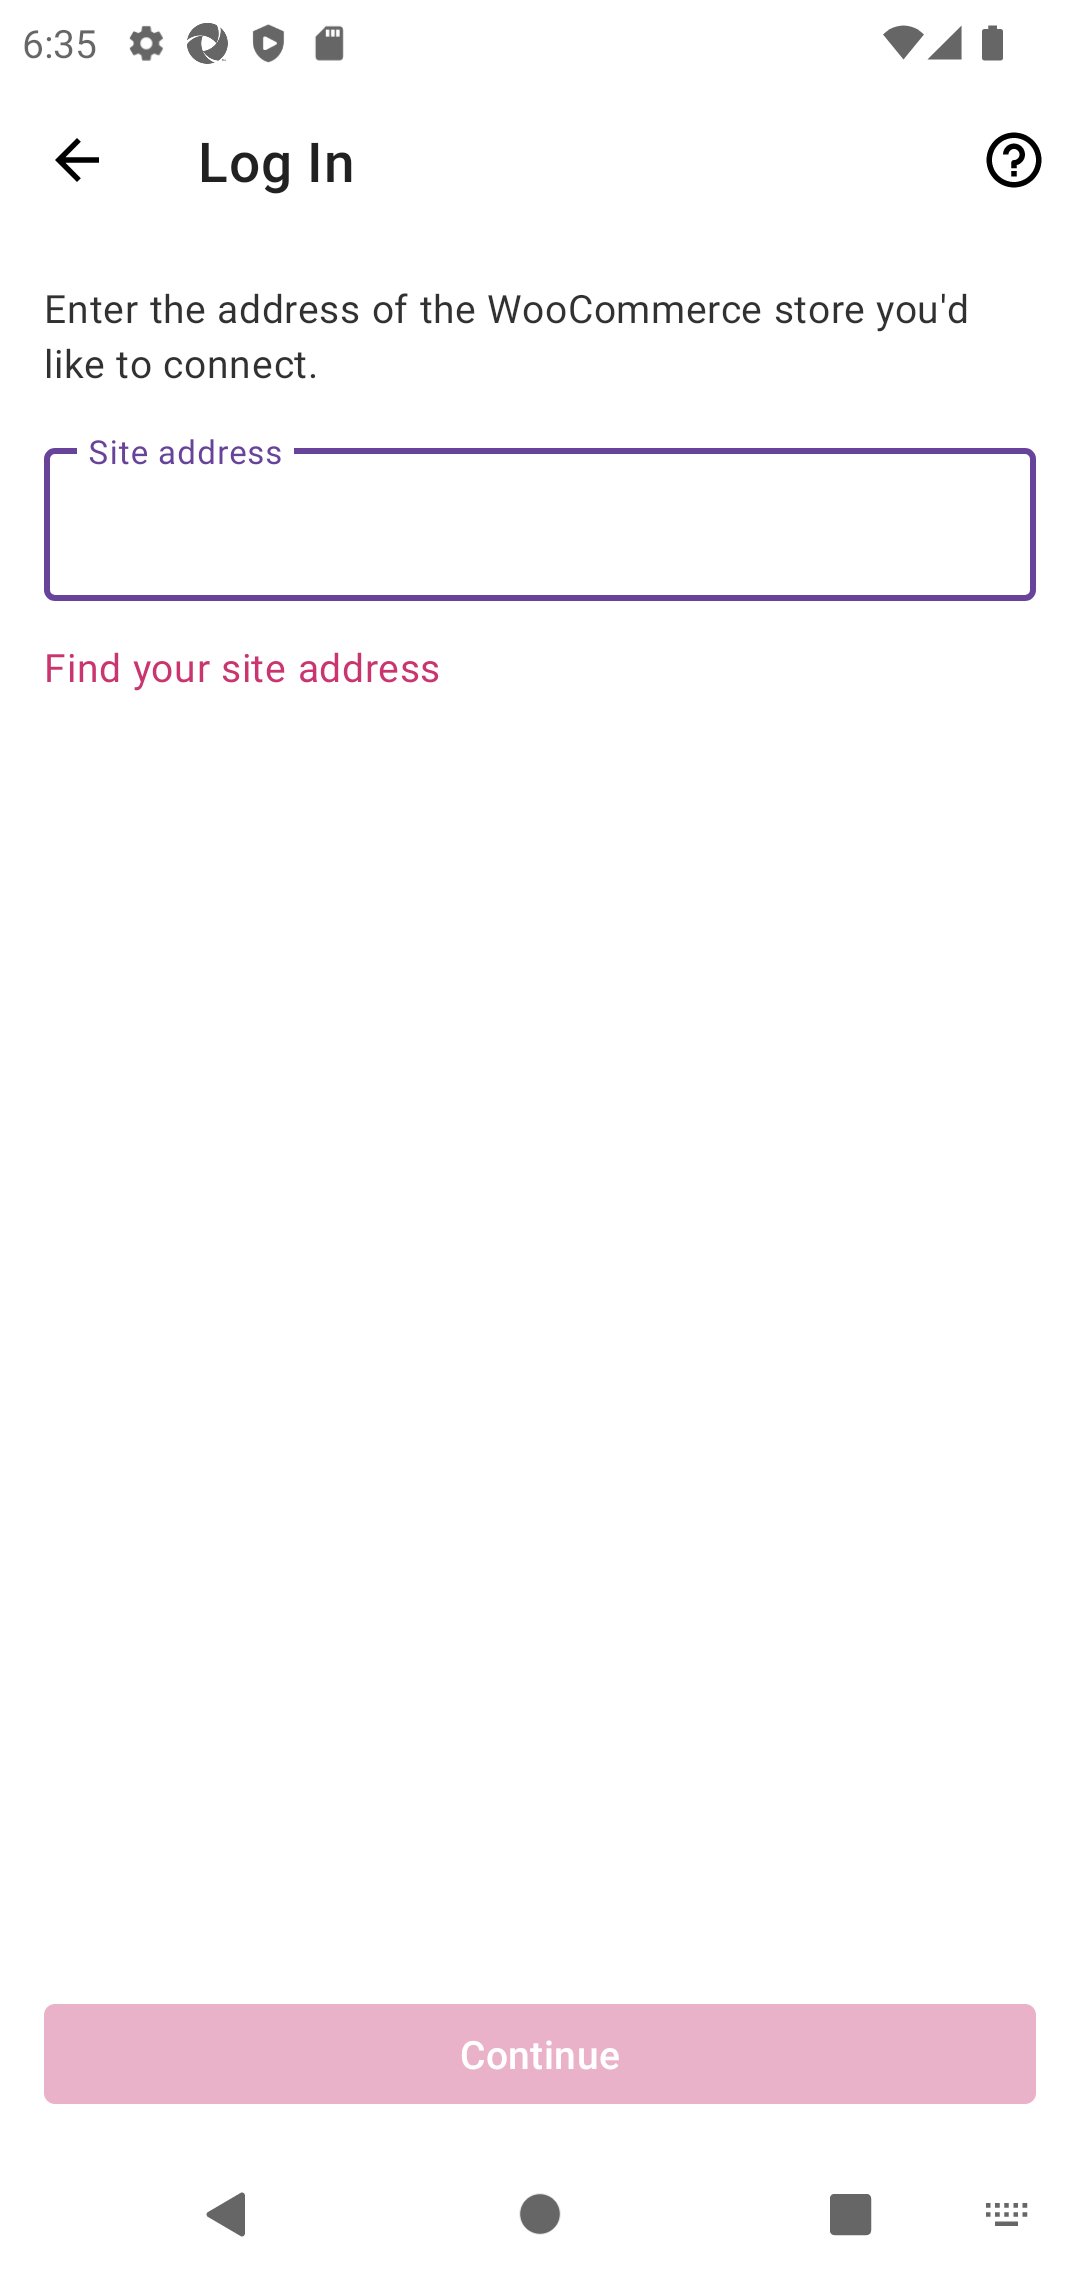 6:35
Log In
Enter the address of the WooCommerce store you'd
like to connect.
Site address
Find your site address
Continue